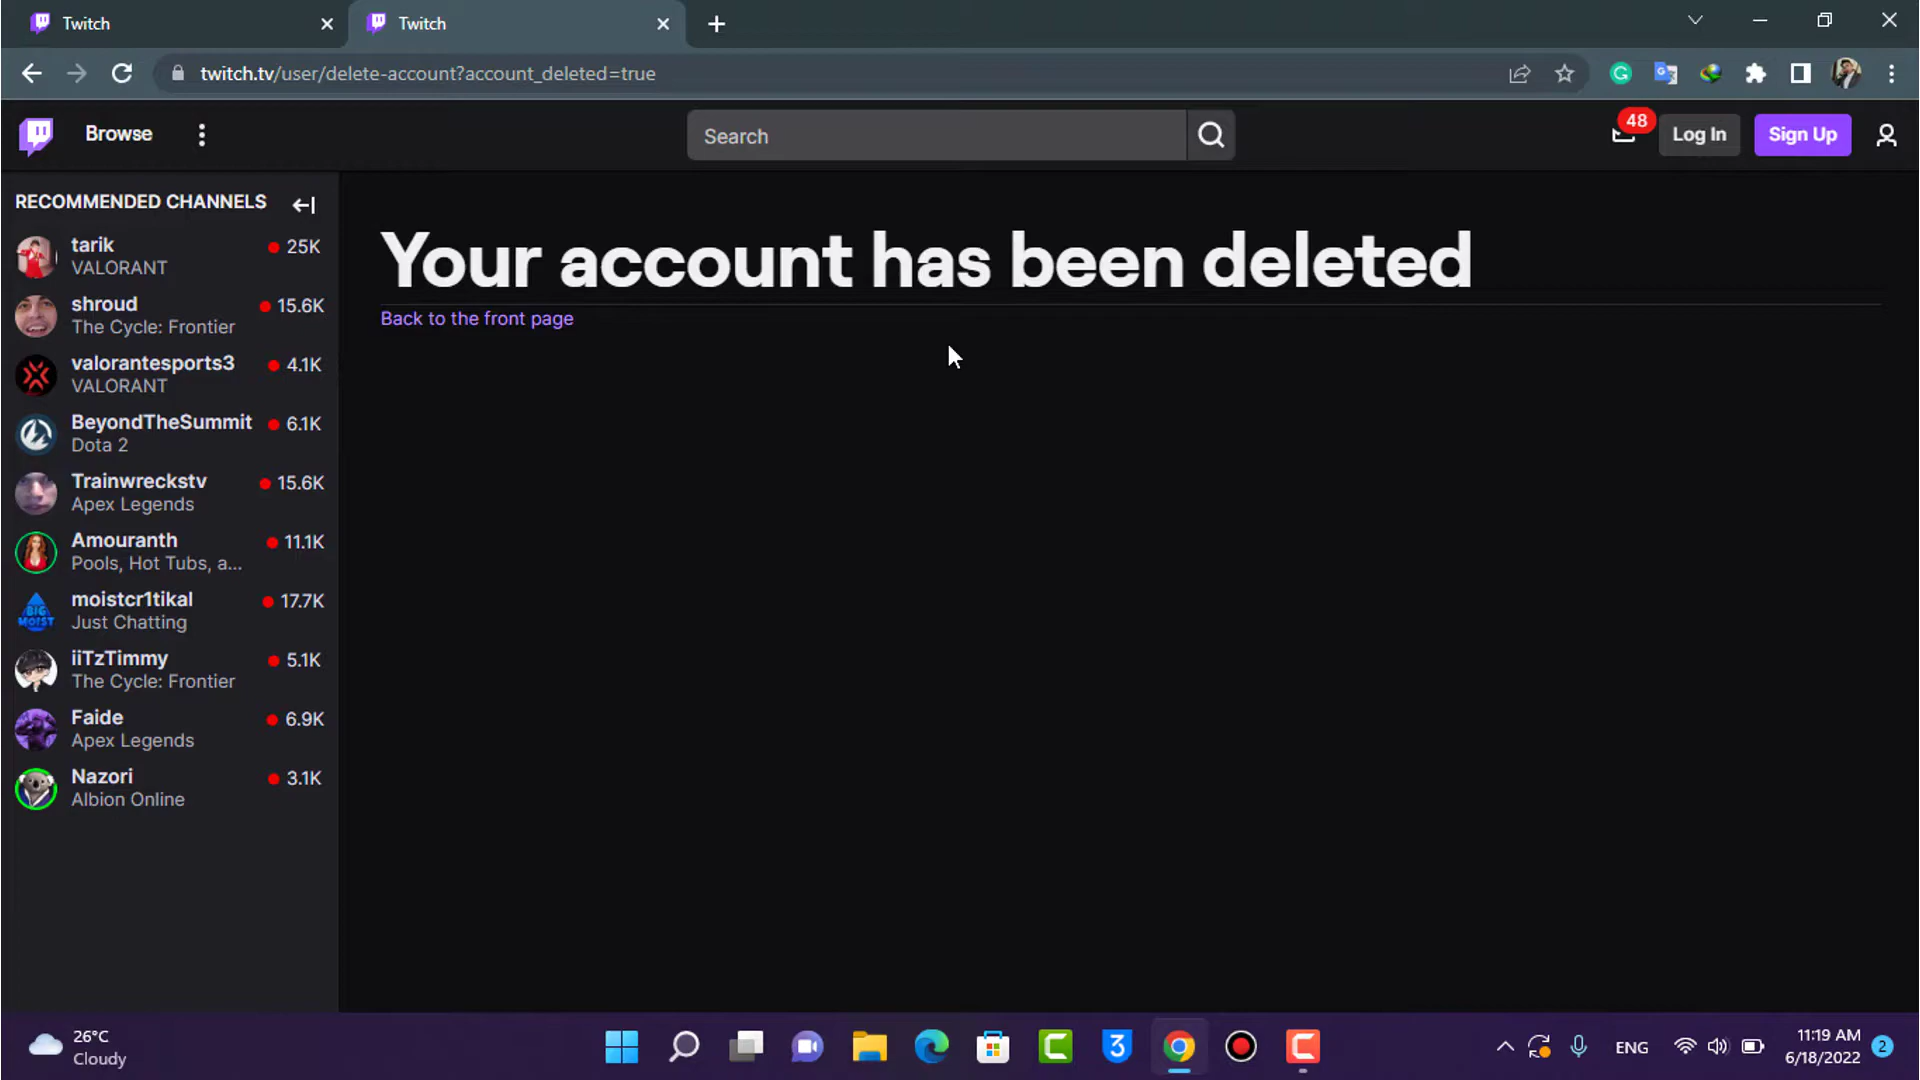 Twitch
Twitch
twitch.tv/user/delete-account?account_deleted=true
Browse
Search
48
Log In
Sign Up
RECOMMENDED CHANNELS
tarik
25K
VALORANT
shroud
15.6K
The Cycle: Frontier
valorantesports3
4.1K
VALORANT
BeyondTheSummit
6.1K
Dota 2
Trainwreckstv
15.6K
Apex Legends
Amouranth
11.1K
Pools, Hot Tubs, a...
moistcr1tikal
17.7K
Just Chatting
BIG
MOIST
iiTzTimmy
5.1K
The Cycle: Frontier
Faide
6.9K
Apex Legends
Nazori
3.1K
Albion Online
Your account has been deleted
Back to the front page
26°C
Cloudy
3
ENG
11:19 AM
6/18/2022
2